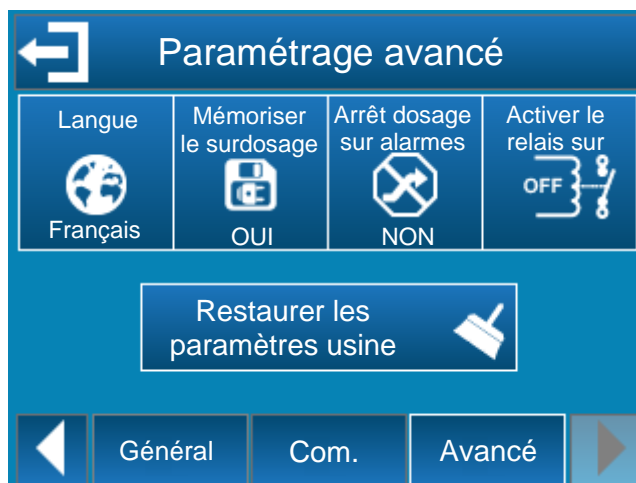 Paramétrage avancé
Langue
Français
Mémoriser
le surdosage
OUI
Arrêt dosage
sur alarmes
NON
Activer le
relais sur
OFF
Restaurer les
paramètres usine
Général
Com.
Avancé